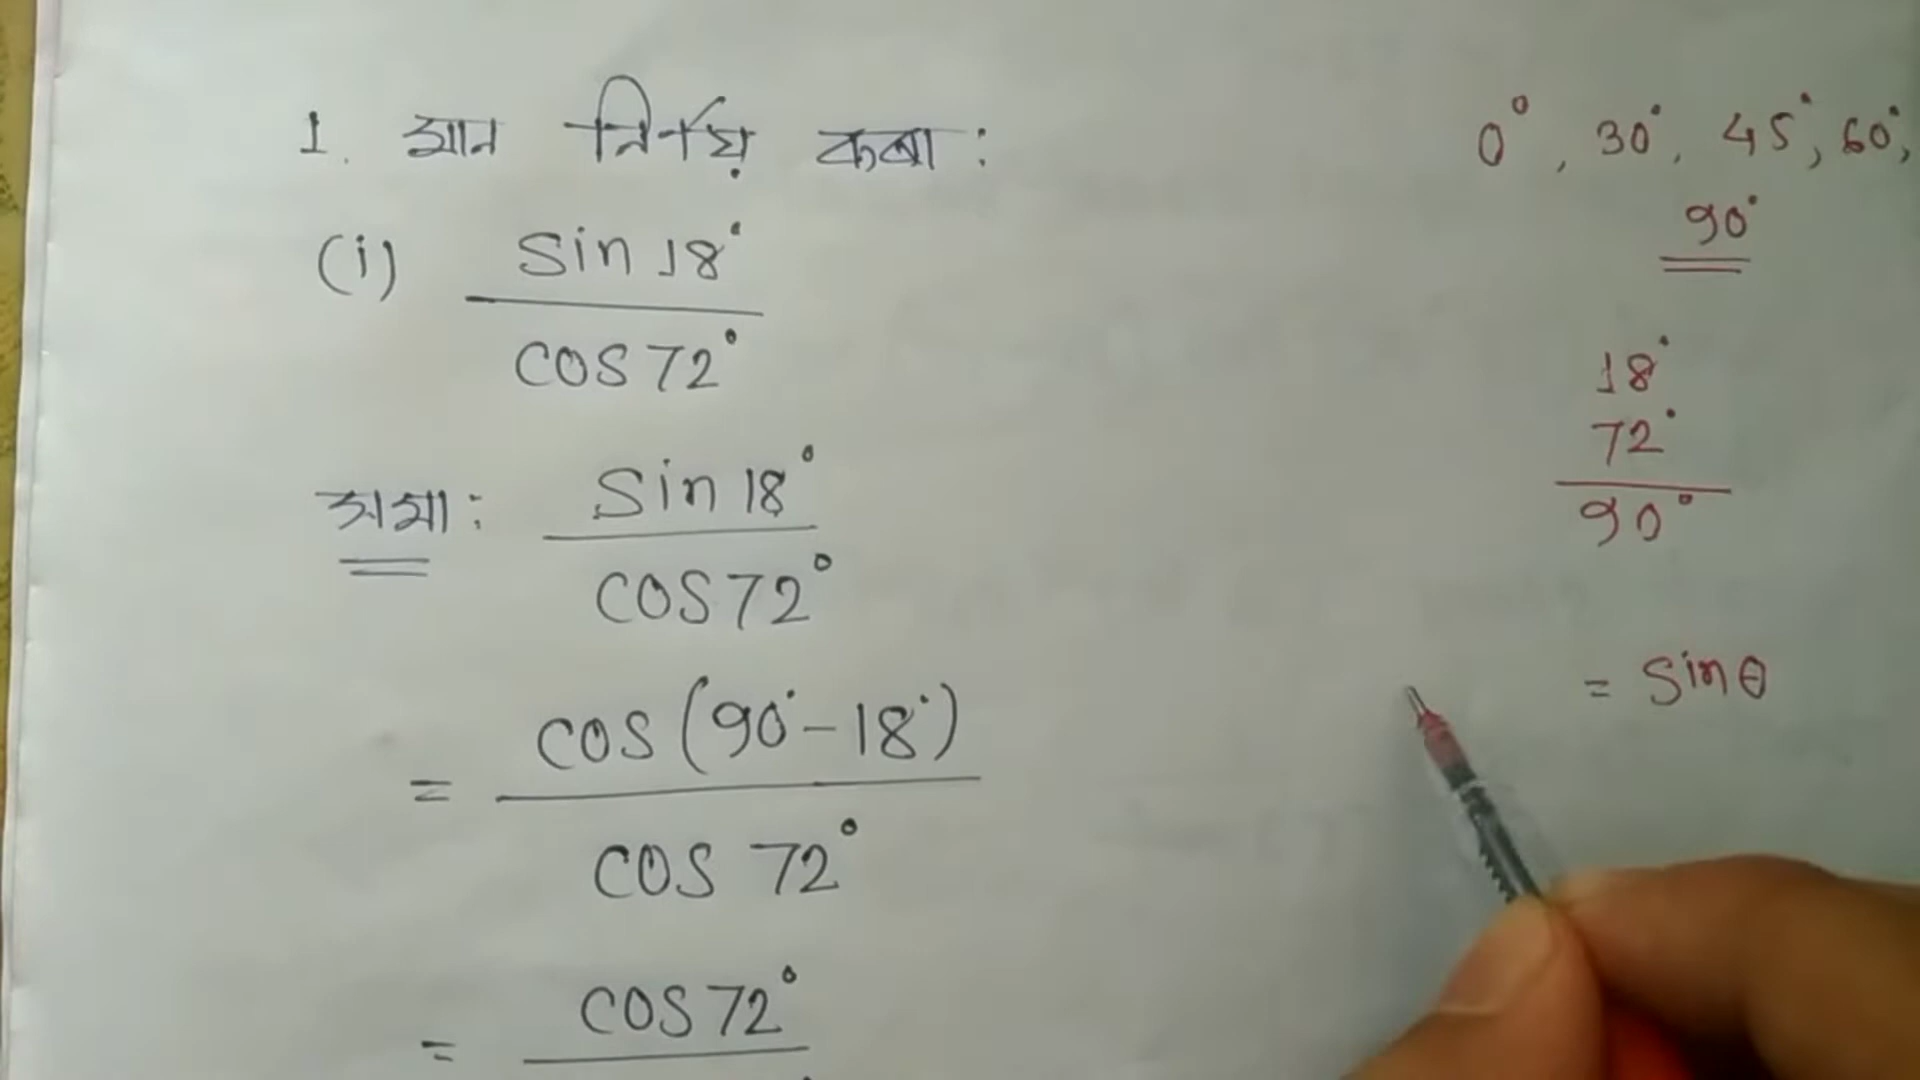 1. মান নিৰ্ণয় কৰা :
(i) Sin 18°
cos 72°
সমা: Sin 18°
cos 72°
= cos (90° - 18°)
cos 72°
= cos 72°
0°, 30°, 45°, 60°,
90°
18°
72°
90°
= Sin θ